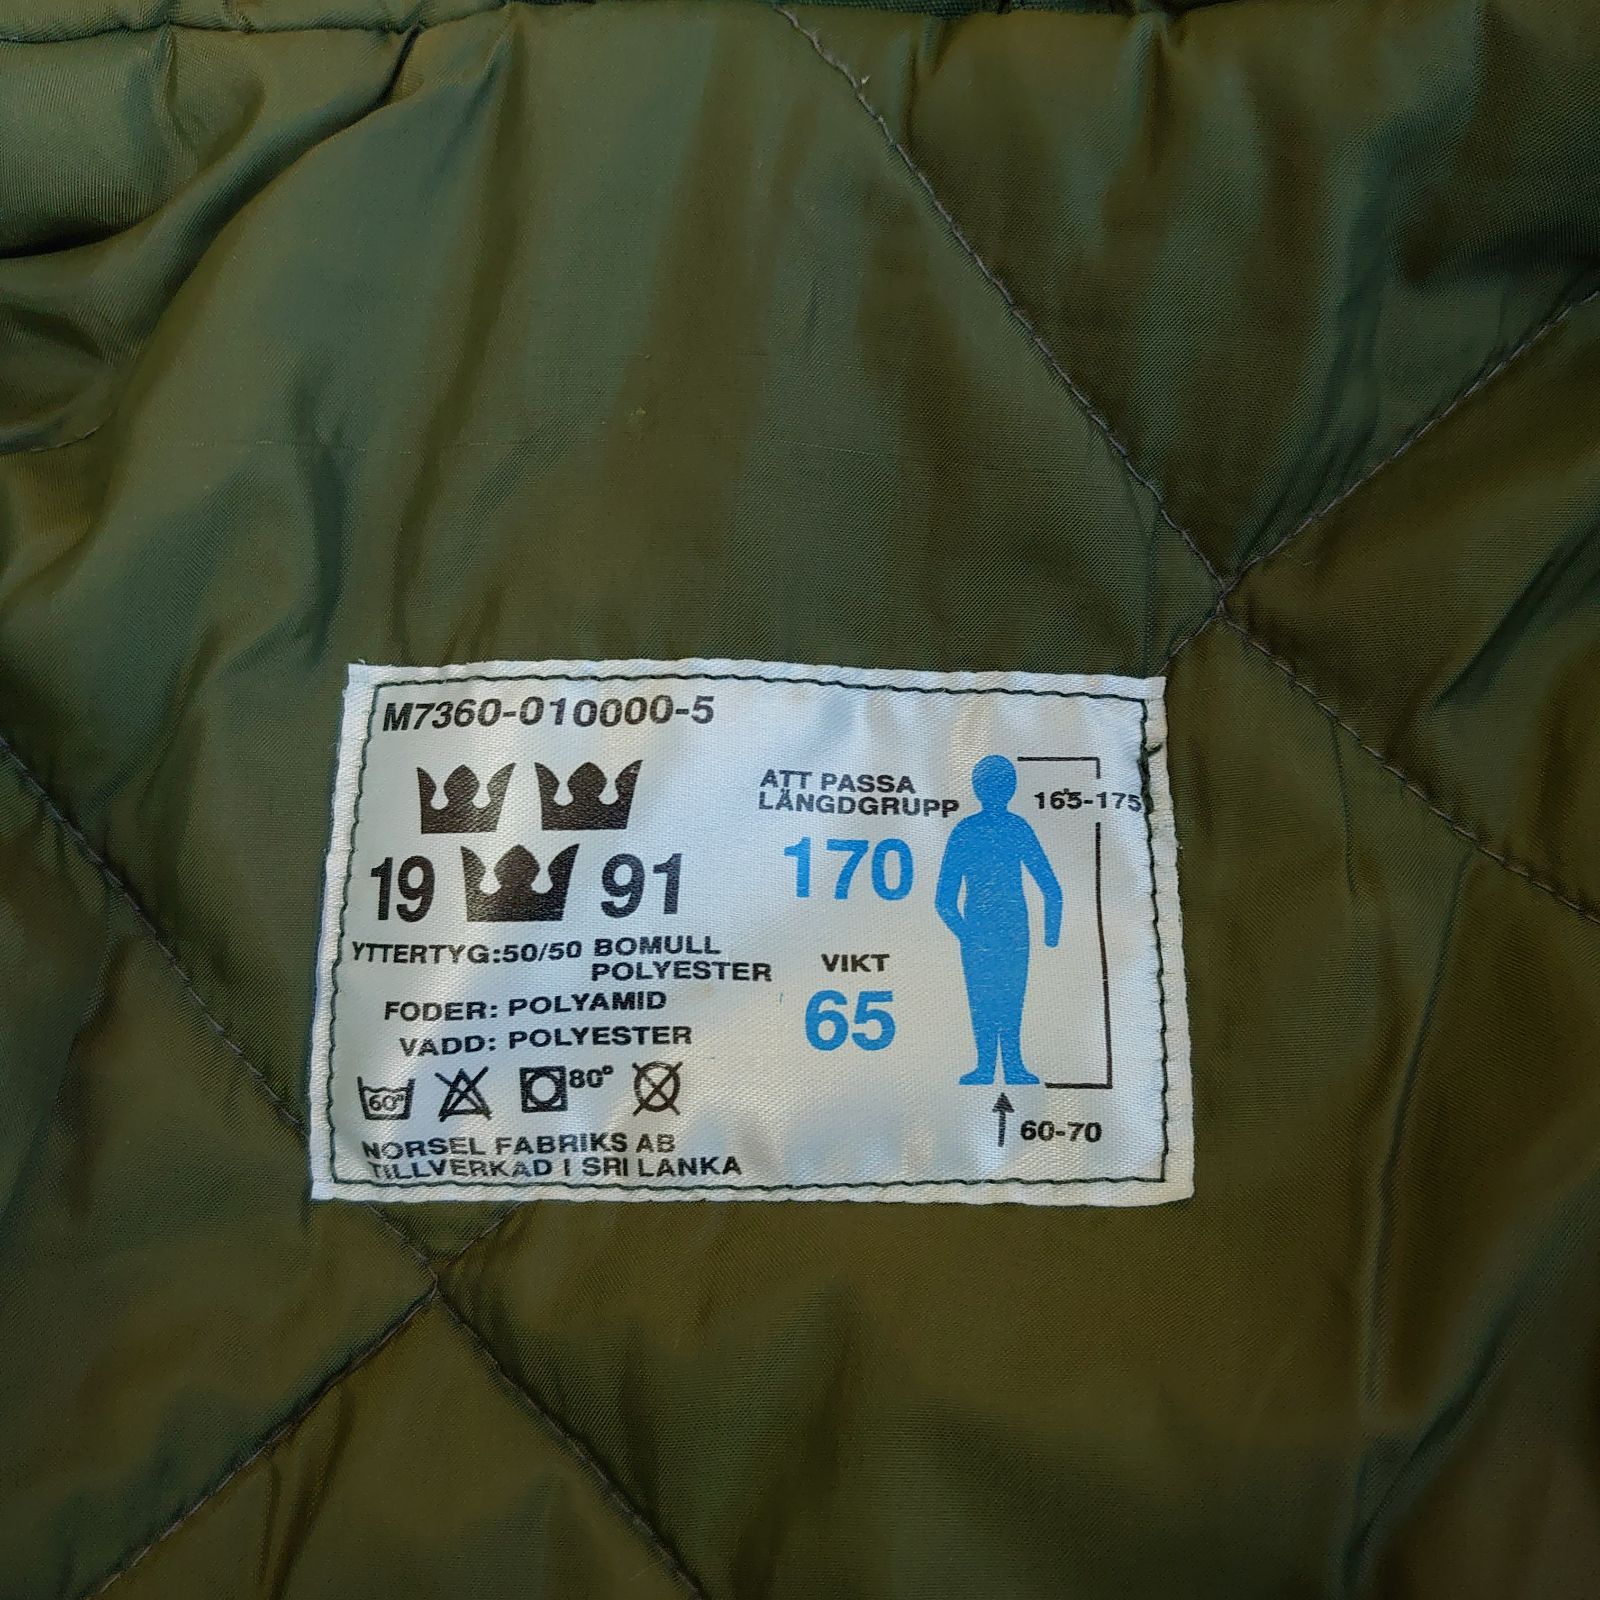 M7360-010000-5
19 91
YTTERTYG:50/50 BOMULL
POLYESTER
FODER: POLYAMID
VADD: POLYESTER
60°
80°
NORSEL FABRIKS AB
TILLVERKAD I SRI LANKA
ATT PASSA
LÄNGDGRUPP
170
165-175
VIKT
65
60-70